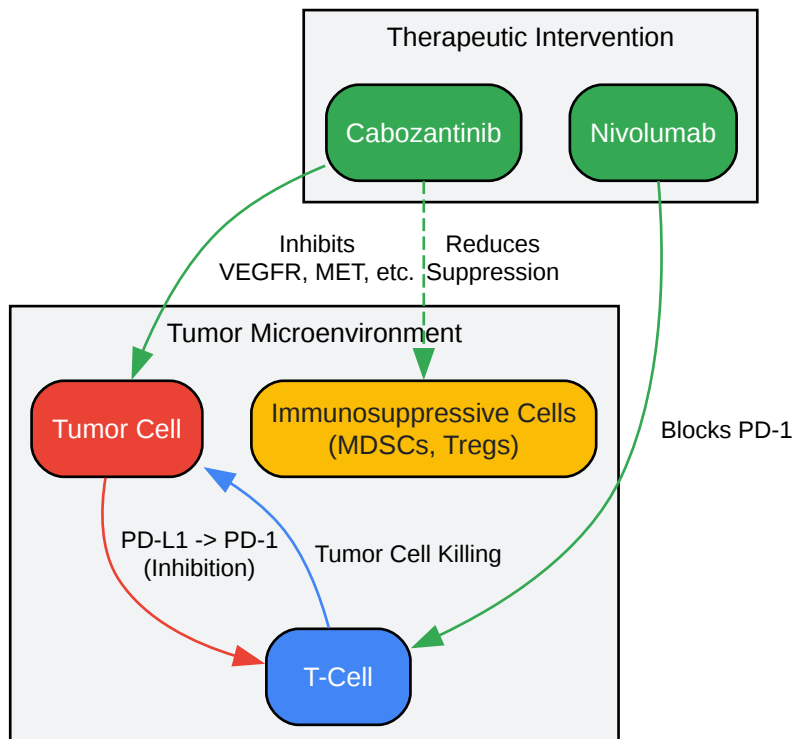 Therapeutic Intervention
Cabozantinib
Nivolumab
Inhibits
VEGFR, MET, etc.
Reduces
Suppression
Tumor Microenvironment
Tumor Cell
Immunosuppressive Cells
(MDSCs, Tregs)
Blocks PD-1
PD-L1 -> PD-1
(Inhibition)
Tumor Cell Killing
T-Cell